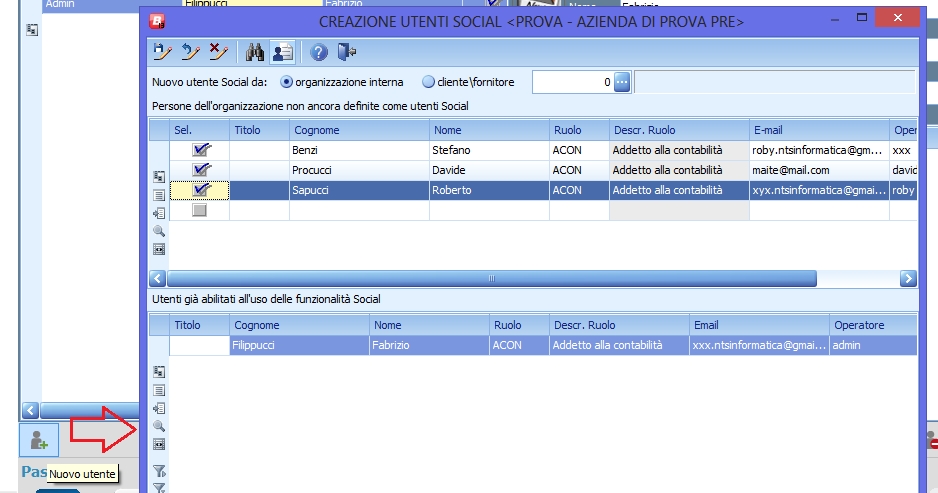 Admin Filippucci Fabrizio Nome Fabrizio
CREAZIONE UTENTI SOCIAL <PROVA - AZIENDA DI PROVA PRE>
Nuovo utente Social da: organizzazione interna cliente\fornitore 0 ...
Persone dell'organizzazione non ancora definite come utenti Social
Sel. Titolo Cognome Nome Ruolo Descr. Ruolo E-mail Oper
Benzi Stefano ACON Addetto alla contabilità roby.ntsinformatica@gm... xxx
Procucci Davide ACON Addetto alla contabilità maite@mail.com david
Sapucci Roberto ACON Addetto alla contabilità xyx.ntsinformatica@gmai... roby
Utenti già abilitati all'uso delle funzionalità Social
Titolo Cognome Nome Ruolo Descr. Ruolo Email Operatore
Filippucci Fabrizio ACON Addetto alla contabilità xxx.ntsinformatica@gmai... admin
Pas
Nuovo utente